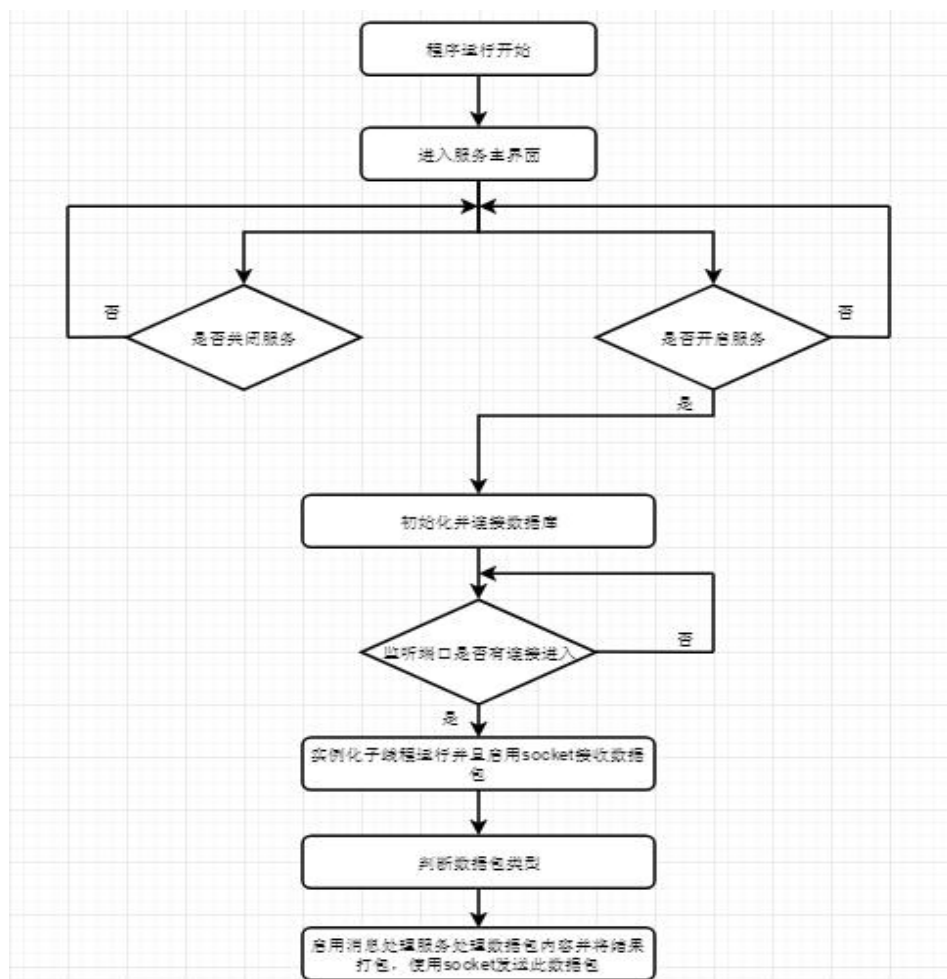 程序运行开始
进入服务主界面
否
是否关闭服务
是否开启服务
否
是
初始化并连接数据库
监听端口是否有连接进入
否
是
实例化子线程运行并且启用socket接收数据
包
判断数据包类型
启用消息处理服务处理数据包内容并将结果
打包，使用socket发送此数据包